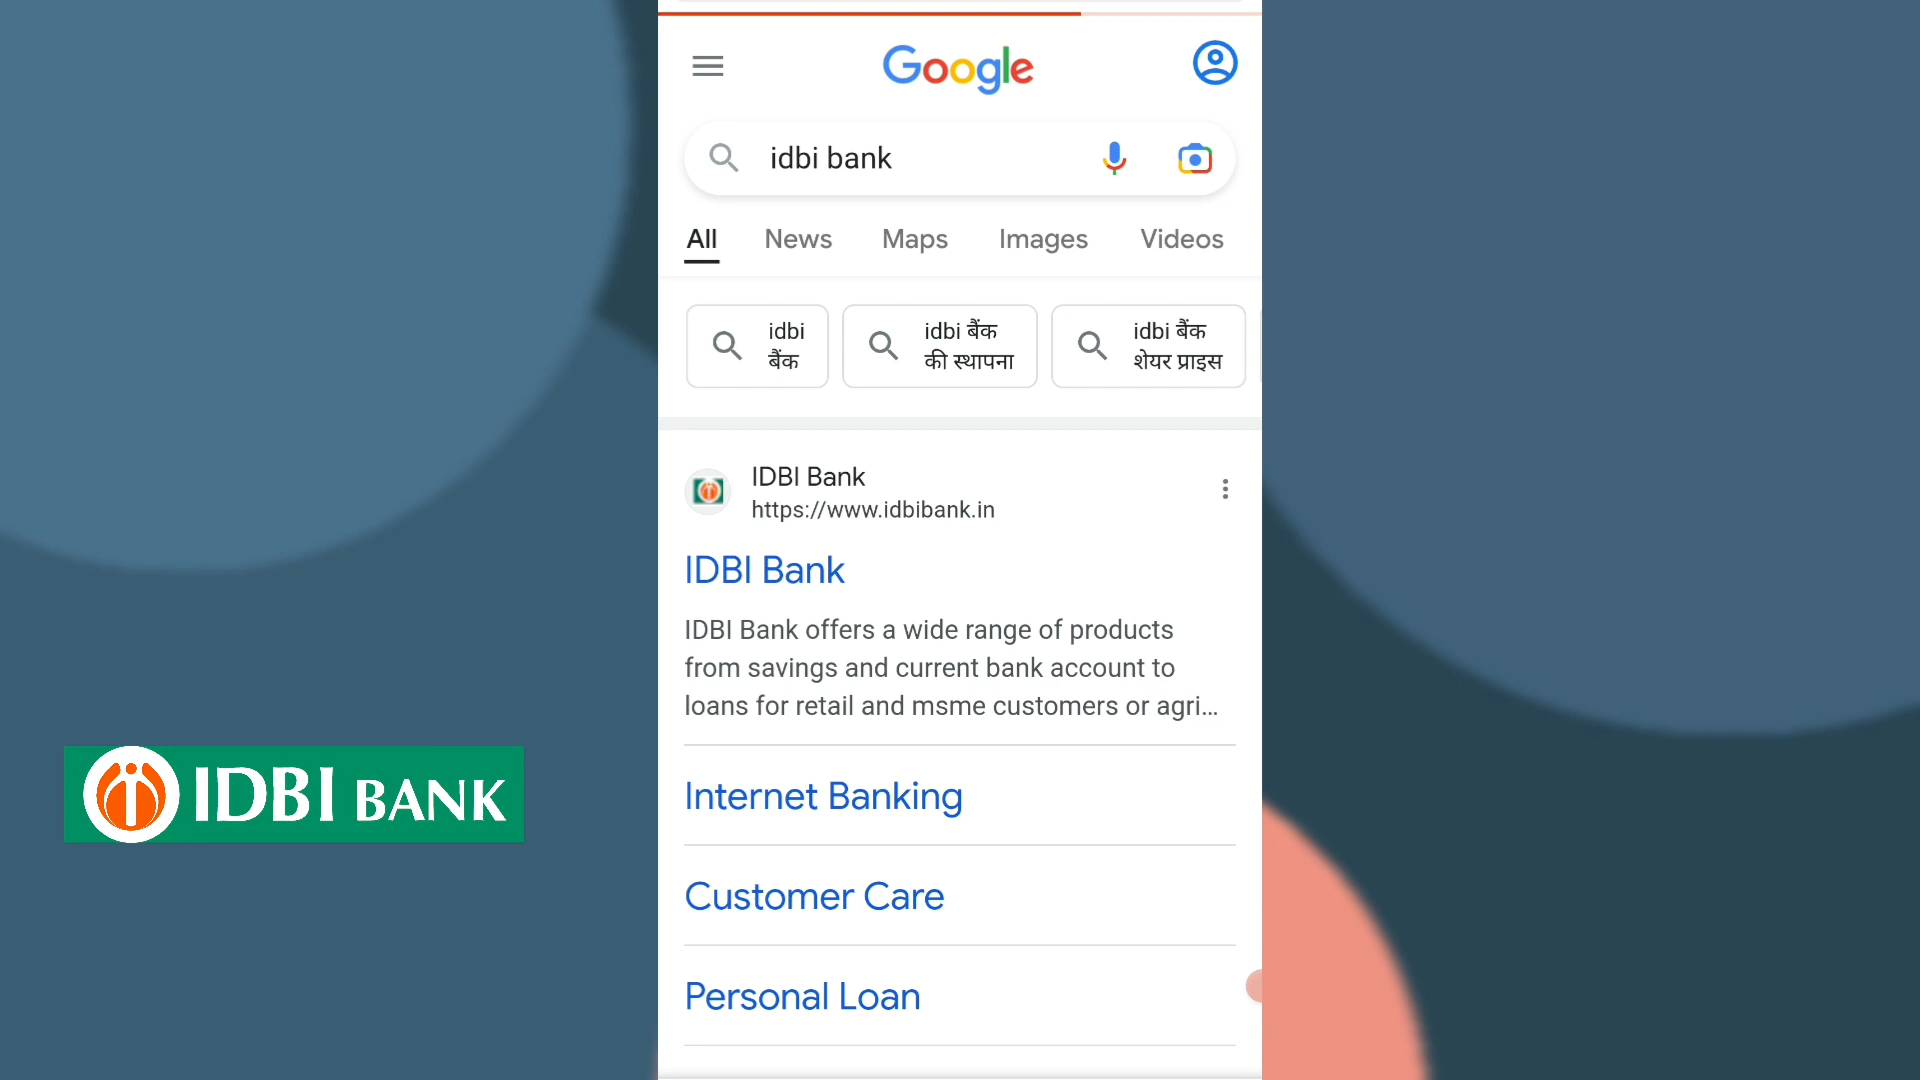 Google
idbi bank
All News Maps Images Videos
idbi
बैंक
idbi बैंक
की स्थापना
idbi बैंक
शेयर प्राइस
IDBI Bank
https://www.idbibank.in
IDBI Bank
IDBI Bank offers a wide range of products
from savings and current bank account to
loans for retail and msme customers or agri...
Internet Banking
Customer Care
Personal Loan
IDBI BANK